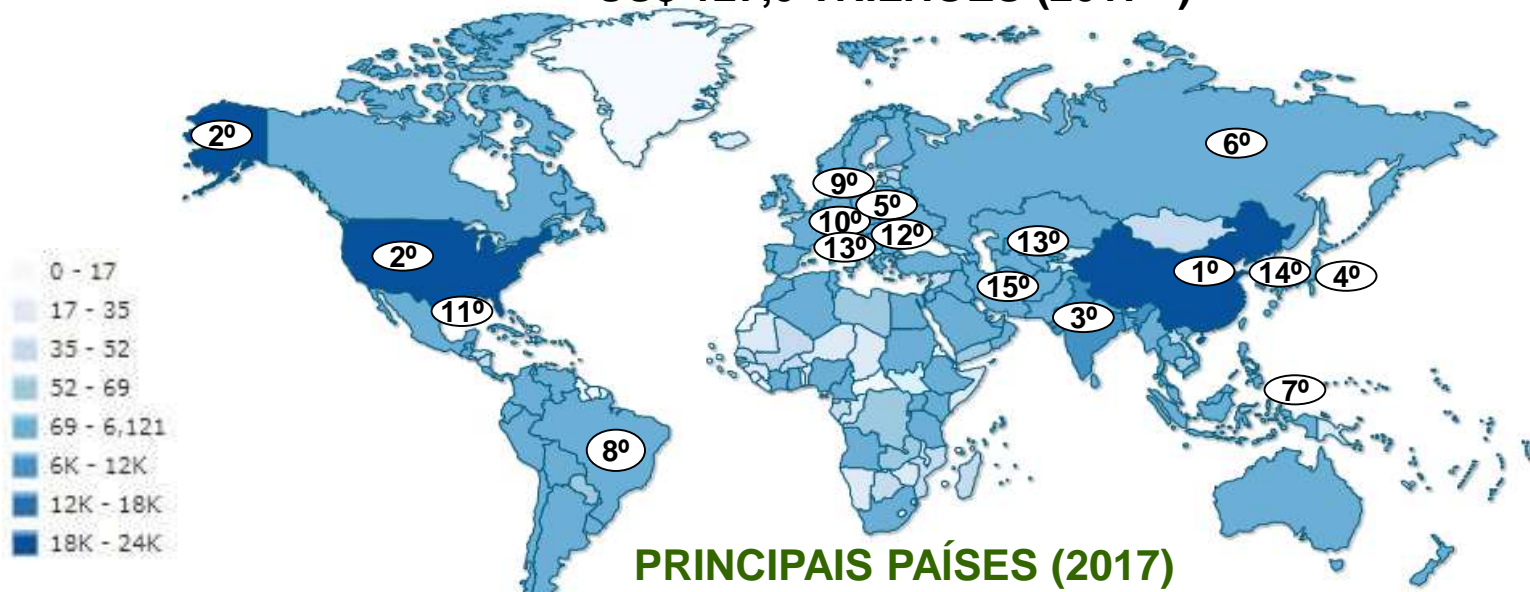 2º
6º
9º
5º
10º
12º
2º
13º
13º
1º
14º
4º
0 - 17
15º
17 - 35
11º
3º
35 - 52
52 - 69
7º
69 - 6,121
8º
6K - 12K
12K - 18K
18K - 24K
PRINCIPAIS PAÍSES (2017)